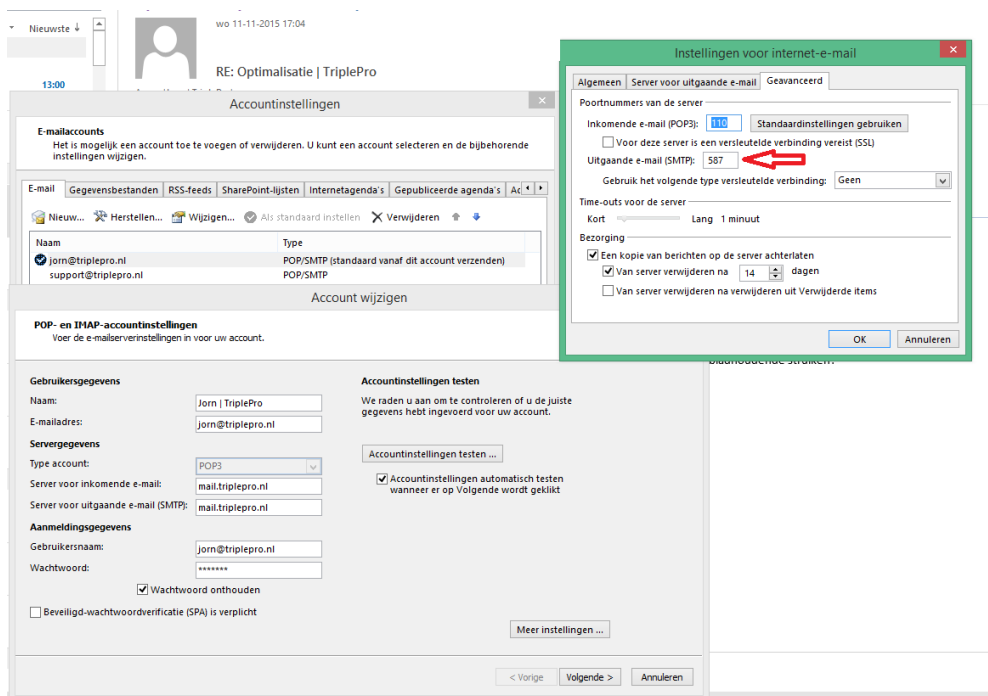 Nieuwste ↓
wo 11-11-2015 17:04
RE: Optimalisatie | TriplePro
13:00
Accountinstellingen
E-mailaccounts
Het is mogelijk een account toe te voegen of verwijderen. U kunt een account selecteren en de bijbehorende
instellingen wijzigen.
E-mail Gegevensbestanden RSS-feeds SharePoint-lijsten Internetagenda's Gepubliceerde agenda's
Nieuw... Herstellen... Wijzigen... Als standaard instellen Verwijderen
Naam Type
jorn@triplepro.nl POP/SMTP (standaard vanaf dit account verzenden)
support@triplepro.nl POP/SMTP
Account wijzigen
POP- en IMAP-accountinstellingen
Voer de e-mailserverinstellingen in voor uw account.
Gebruikersgegevens
Naam: Jorn | TriplePro
E-mailadres: jorn@triplepro.nl
Servergegevens
Type account: POP3
Server voor inkomende e-mail: mail.triplepro.nl
Server voor uitgaande e-mail (SMTP): mail.triplepro.nl
Aanmeldingsgegevens
Gebruikersnaam: jorn@triplepro.nl
Wachtwoord: *******
Wachtwoord onthouden
Beveiligd-wachtwoordverificatie (SPA) is verplicht
Accountinstellingen testen
We raden u aan om te controleren of u de juiste
gegevens hebt ingevoerd voor uw account.
Accountinstellingen testen ...
Accountinstellingen automatisch testen
wanneer er op Volgende wordt geklikt
Meer instellingen ...
< Vorige Volgende > Annuleren
Instellingen voor internet-e-mail
Algemeen Server voor uitgaande e-mail Geavanceerd
Poortnummers van de server
Inkomende e-mail (POP3): 110 Standaardinstellingen gebruiken
Voor deze server is een versleutelde verbinding vereist (SSL)
Uitgaande e-mail (SMTP): 587
Gebruik het volgende type versleutelde verbinding: Geen
Time-outs voor de server
Kort Lang 1 minuut
Bezorging
Een kopie van berichten op de server achterlaten
Van server verwijderen na 14 dagen
Van server verwijderen na verwijderen uit Verwijderde items
OK Annuleren